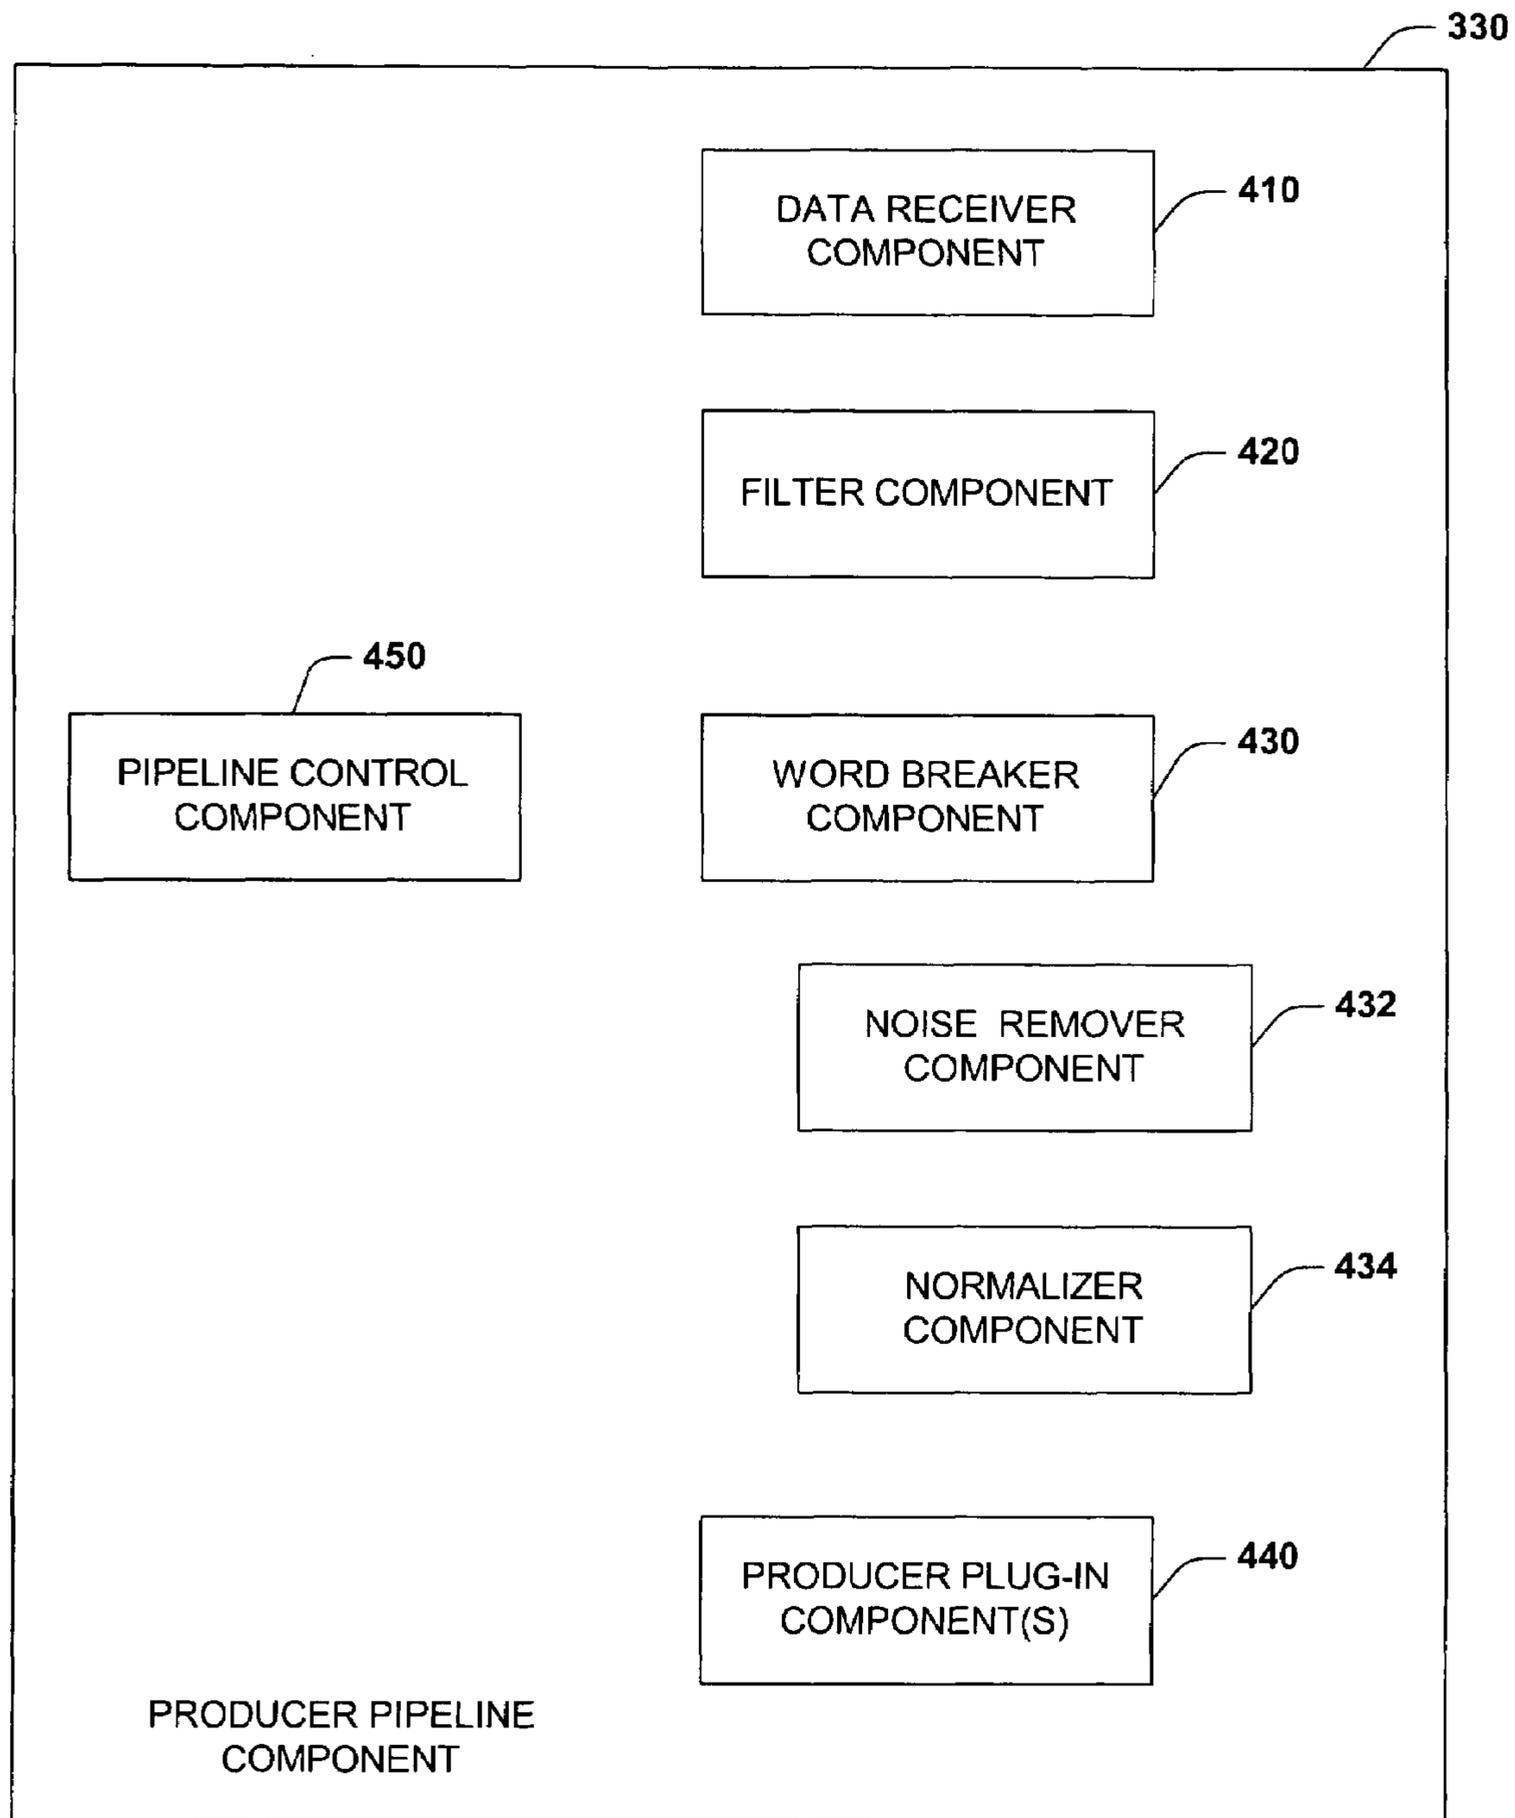 330
DATA RECEIVER
COMPONENT
410
FILTER COMPONENT
420
450
PIPELINE CONTROL
COMPONENT
WORD BREAKER
COMPONENT
430
NOISE REMOVER
COMPONENT
432
NORMALIZER
COMPONENT
434
PRODUCER PLUG-IN
COMPONENT(S)
440
PRODUCER PIPELINE
COMPONENT